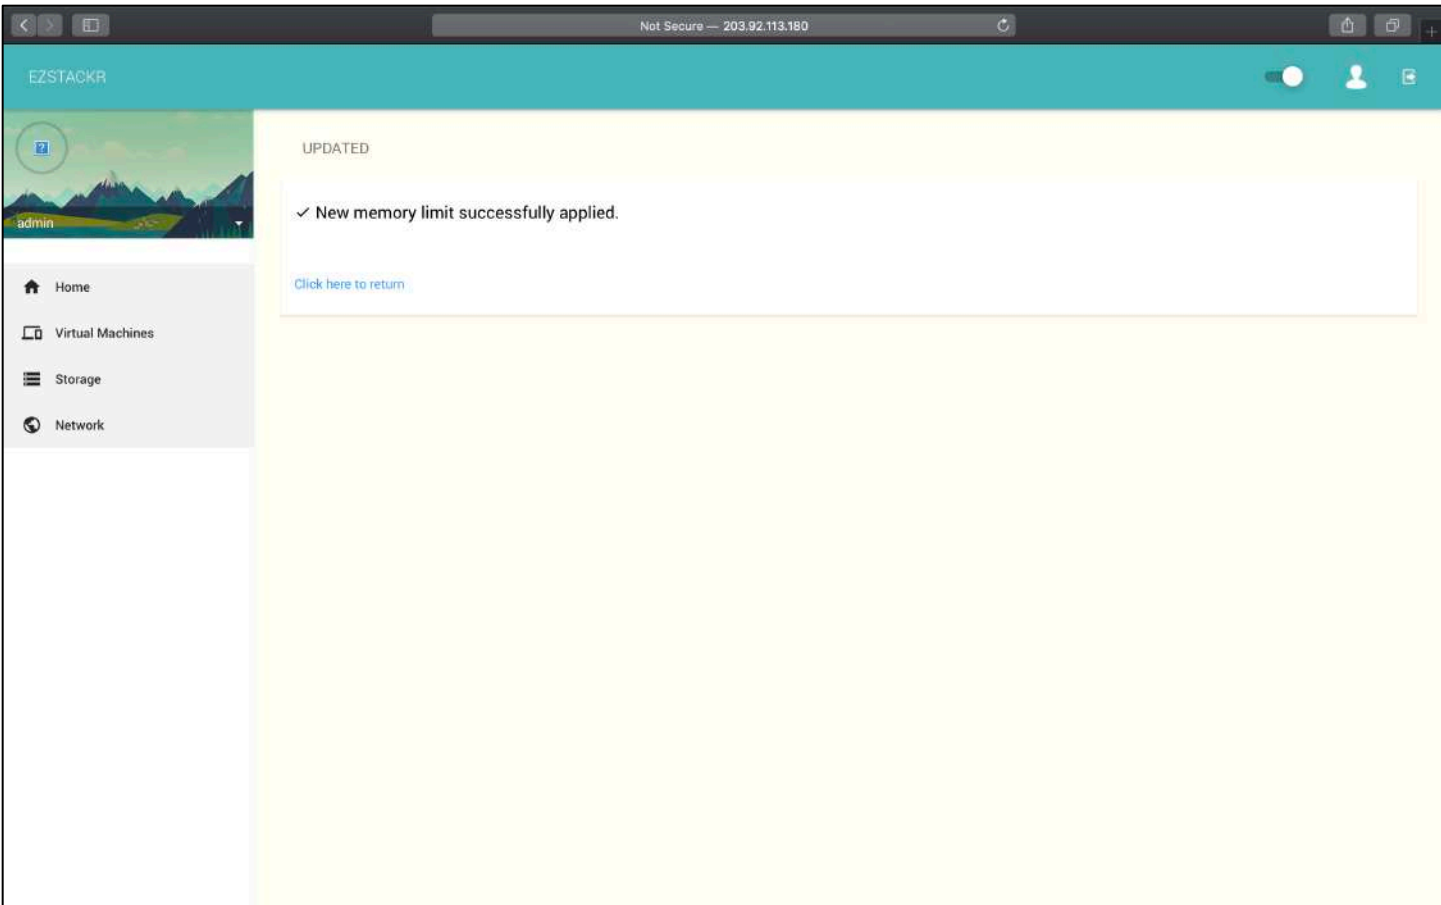 Not Secure — 203.92.113.180
EZSTACKR
admin
Home
Virtual Machines
Storage
Network
UPDATED
New memory limit successfully applied.
Click here to return